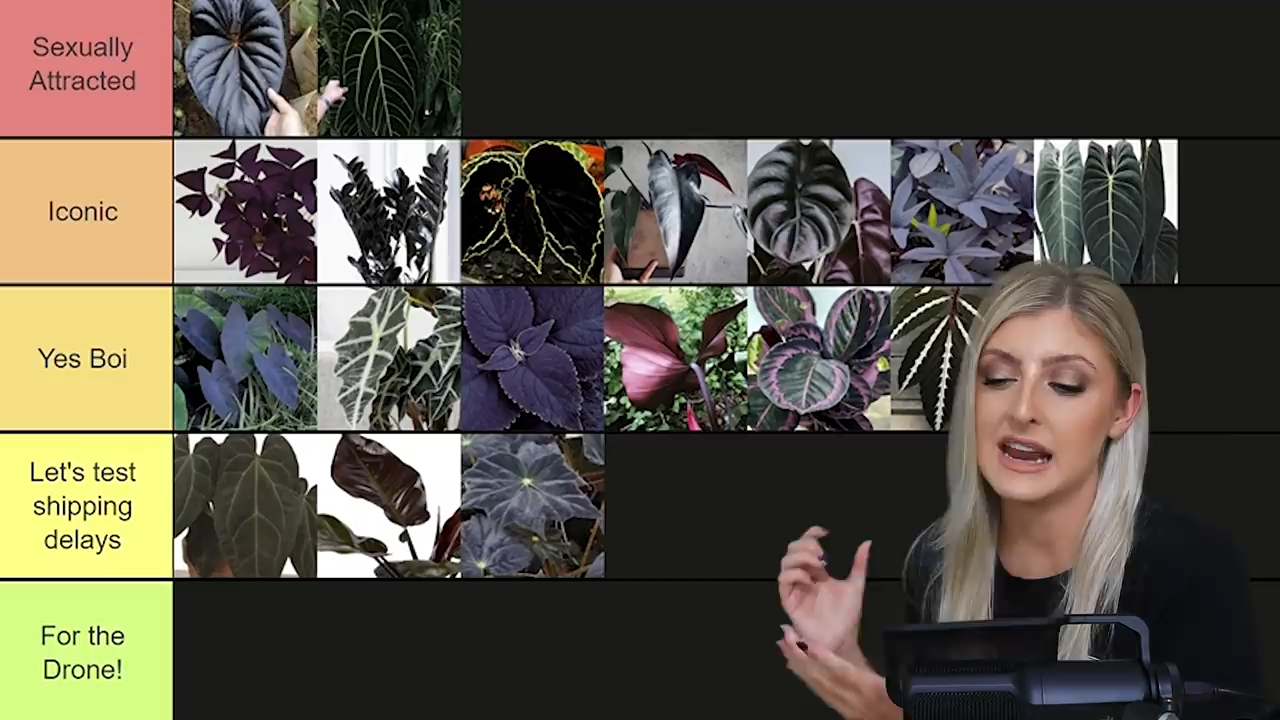 Sexually
Attracted
Iconic
Yes Boi
Let's test
shipping
delays
For the
Drone!